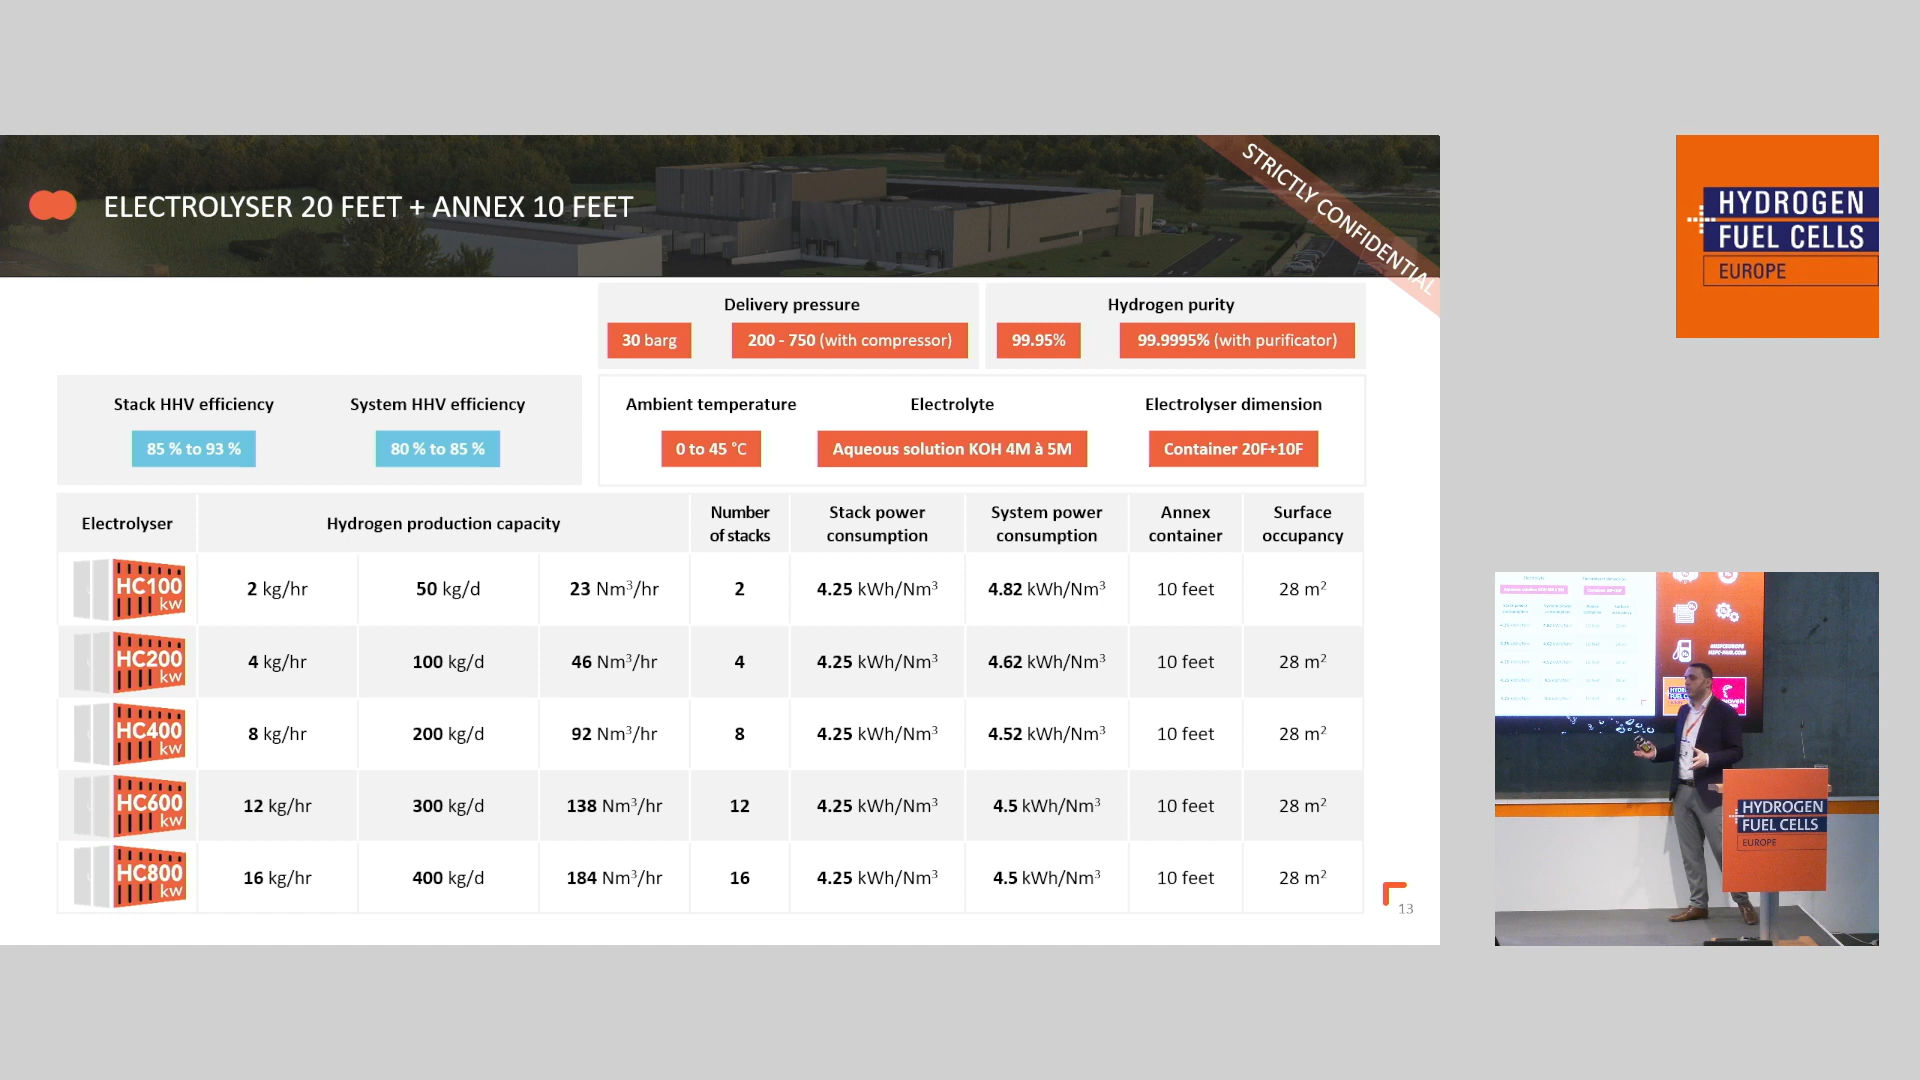 ELECTROLYSER 20 FEET + ANNEX 10 FEET
STRICTLY CONFIDENTIAL
Delivery pressure
30 barg
200 - 750 (with compressor)
Hydrogen purity
99.95%
99.9995% (with purificator)
Stack HHV efficiency
85 % to 93 %
System HHV efficiency
80 % to 85 %
Ambient temperature
0 to 45 °C
Electrolyte
Aqueous solution KOH 4M à 5M
Electrolyser dimension
Container 20F+10F
Electrolyser
Hydrogen production capacity
Number
of stacks
Stack power
consumption
System power
consumption
Annex
container
Surface
occupancy
HC100
kw
2 kg/hr
50 kg/d
23 Nm³/hr
2
4.25 kWh/Nm³
4.82 kWh/Nm³
10 feet
28 m²
HC200
kw
4 kg/hr
100 kg/d
46 Nm³/hr
4
4.25 kWh/Nm³
4.62 kWh/Nm³
10 feet
28 m²
HC400
kw
8 kg/hr
200 kg/d
92 Nm³/hr
8
4.25 kWh/Nm³
4.52 kWh/Nm³
10 feet
28 m²
HC600
kw
12 kg/hr
300 kg/d
138 Nm³/hr
12
4.25 kWh/Nm³
4.5 kWh/Nm³
10 feet
28 m²
HC800
kw
16 kg/hr
400 kg/d
184 Nm³/hr
16
4.25 kWh/Nm³
4.5 kWh/Nm³
10 feet
28 m²
13
HYDROGEN
FUEL CELLS
EUROPE
HYDROGEN
FUEL CELLS
EUROPE